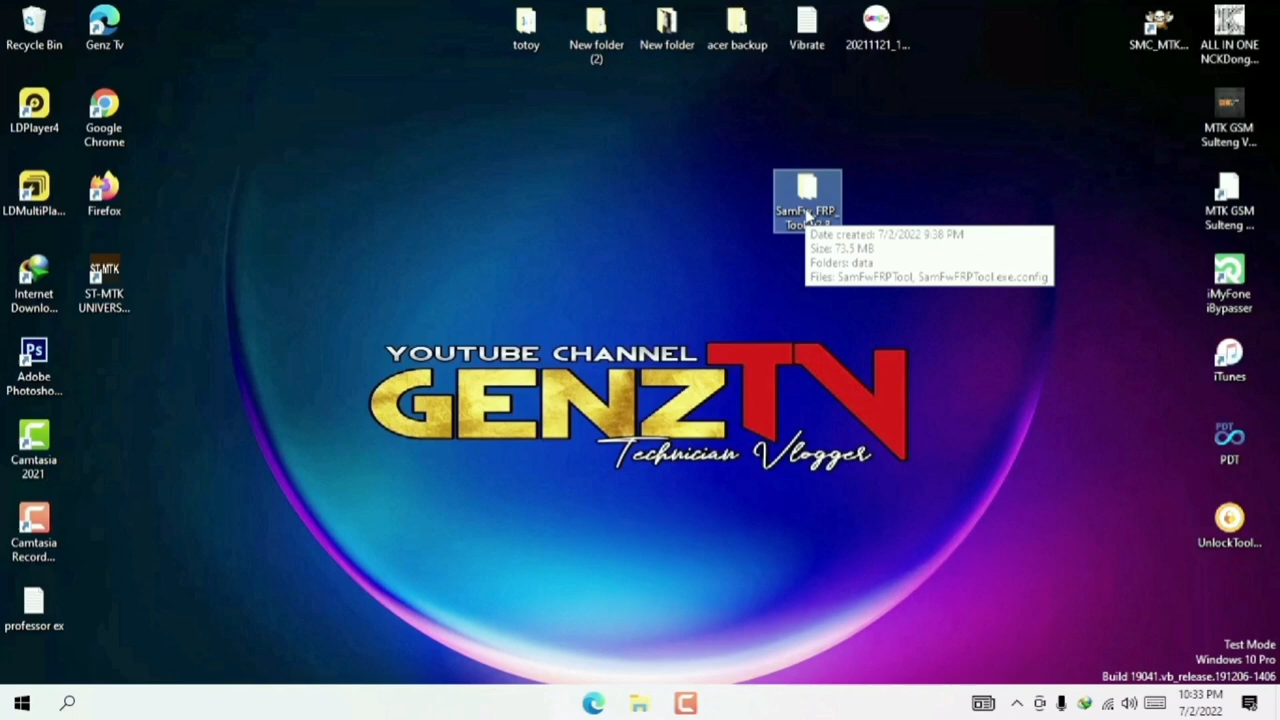 Recycle Bin
Genz Tv
totoy
New folder
(2)
New folder
acer backup
Vibrate
20211121_1...
SMC_MTK...
ALL IN ONE
NCKDong...
LDPlayer4
Google
Chrome
MTK GSM
Sulteng V...
LDMultiPla...
Firefox
SamFw_FRP_
MTK GSM
Sulteng ...
Date created: 7/2/2022 9:38 PM
Size: 73.5 MB
Folders: data
Files: SamFwFRPTool, SamFwFRPTool.exe.config
Internet
Downlo...
ST-MTK
ST-MTK
UNIVERS...
iMyFone
iBypasser
YOUTUBE CHANNEL
GENZTV
Technician Vlogger
Ps
Adobe
Photosho...
iTunes
Camtasia
2021
PDT
PDT
Camtasia
Record...
UnlockTool...
professor ex
Test Mode
Windows 10 Pro
Build 19041.vb_release.191206-1406
10:33 PM
7/2/2022